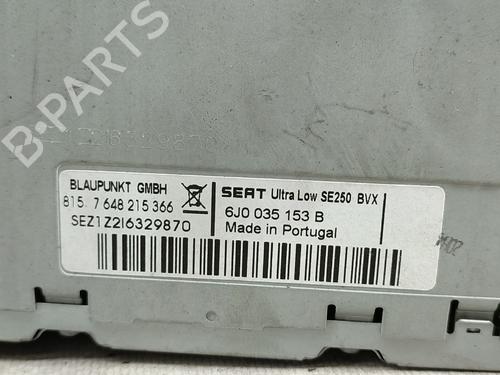 BLAUPUNKT GMBH
815. 7 648 215 366
SEZ1Z2I6329870
SEAT Ultra Low SE250 BVX
6J0 035 153 B
Made in Portugal
B-PARTS